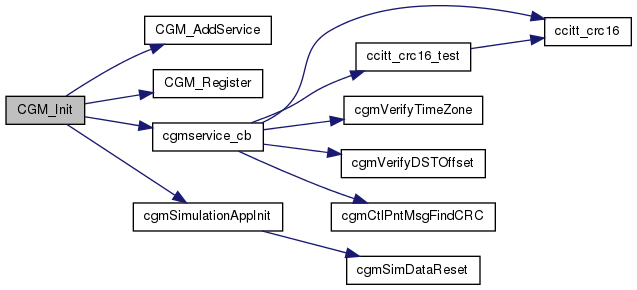 CGM_Init
CGM_AddService
CGM_Register
cgmservice_cb
cgmSimulationAppInit
ccitt_crc16
ccitt_crc16_test
cgmVerifyTimeZone
cgmVerifyDSTOffset
cgmCtlPntMsgFindCRC
cgmSimDataReset